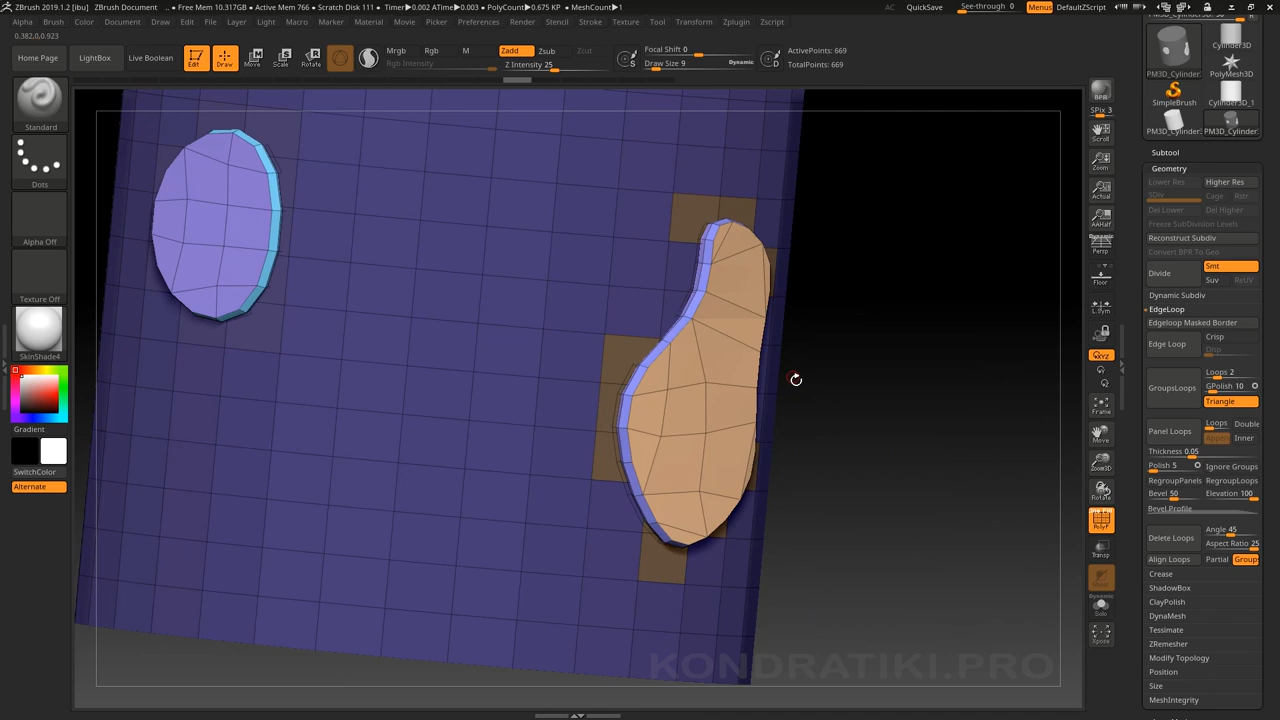 ZBrush 2019.1.2 [ibu]
ZBrush Document
.. • Free Mem 10.317GB • Active Mem 766 • Scratch Disk 111 • Timer▶0.002 ATime▶0.003 • PolyCount▶0.675 KP • MeshCount▶1
AC
QuickSave
See-through 0
Menus
DefaultZScript
Alpha Brush Color Document Draw Edit File Layer Light Macro Marker Material Movie Picker Preferences Render Stencil Stroke Texture Tool Transform Zplugin Zscript
0.382,0,0.923
Home Page
LightBox
Live Boolean
Edit
Draw
Move
Scale
Rotate
Mrgb
Rgb
M
Rgb Intensity
Zadd
Zsub
Zcut
Z Intensity 25
S
Focal Shift 0
Draw Size 9
Dynamic
D
ActivePoints: 669
TotalPoints: 669
Standard
Dots
Alpha Off
Texture Off
SkinShade4
Gradient
SwitchColor
Alternate
BPR
SPix 3
Scroll
Zoom
Actual
AAHalf
Dynamic
Persp
Floor
L.Sym
XYZ
Frame
Move
Zoom3D
Rotate
PolyF
Transp
Ghost
Dynamic
Solo
Xpose
PM3D_Cylinder
Cylinder3D
PolyMesh3D
SimpleBrush
Cylinder3D_1
PM3D_Cylinder
PM3D_Cylinder
Subtool
Geometry
Lower Res
Higher Res
SDiv
Cage
Rstr
Del Lower
Del Higher
Freeze SubDivision Levels
Reconstruct Subdiv
Convert BPR To Geo
Divide
Smt
Suv
ReUV
Dynamic Subdiv
EdgeLoop
Edgeloop Masked Border
Edge Loop
Crisp
Disp
GroupsLoops
Loops 2
GPolish 10
Triangle
Panel Loops
Loops
Double
Append
Inner
Thickness 0.05
Polish 5
Ignore Groups
RegroupPanels
RegroupLoops
Bevel 50
Elevation 100
Bevel Profile
Delete Loops
Angle 45
Aspect Ratio 25
Align Loops
Partial
Groups
Crease
ShadowBox
ClayPolish
DynaMesh
Tessimate
ZRemesher
Modify Topology
Position
Size
MeshIntegrity
KONDRATIKI.PRO